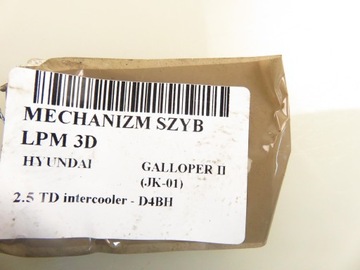 MECHANIZM SZYB
LPM 3D
HYUNDAI GALLOPER II
(JK-01)
2.5 TD intercooler - D4BH